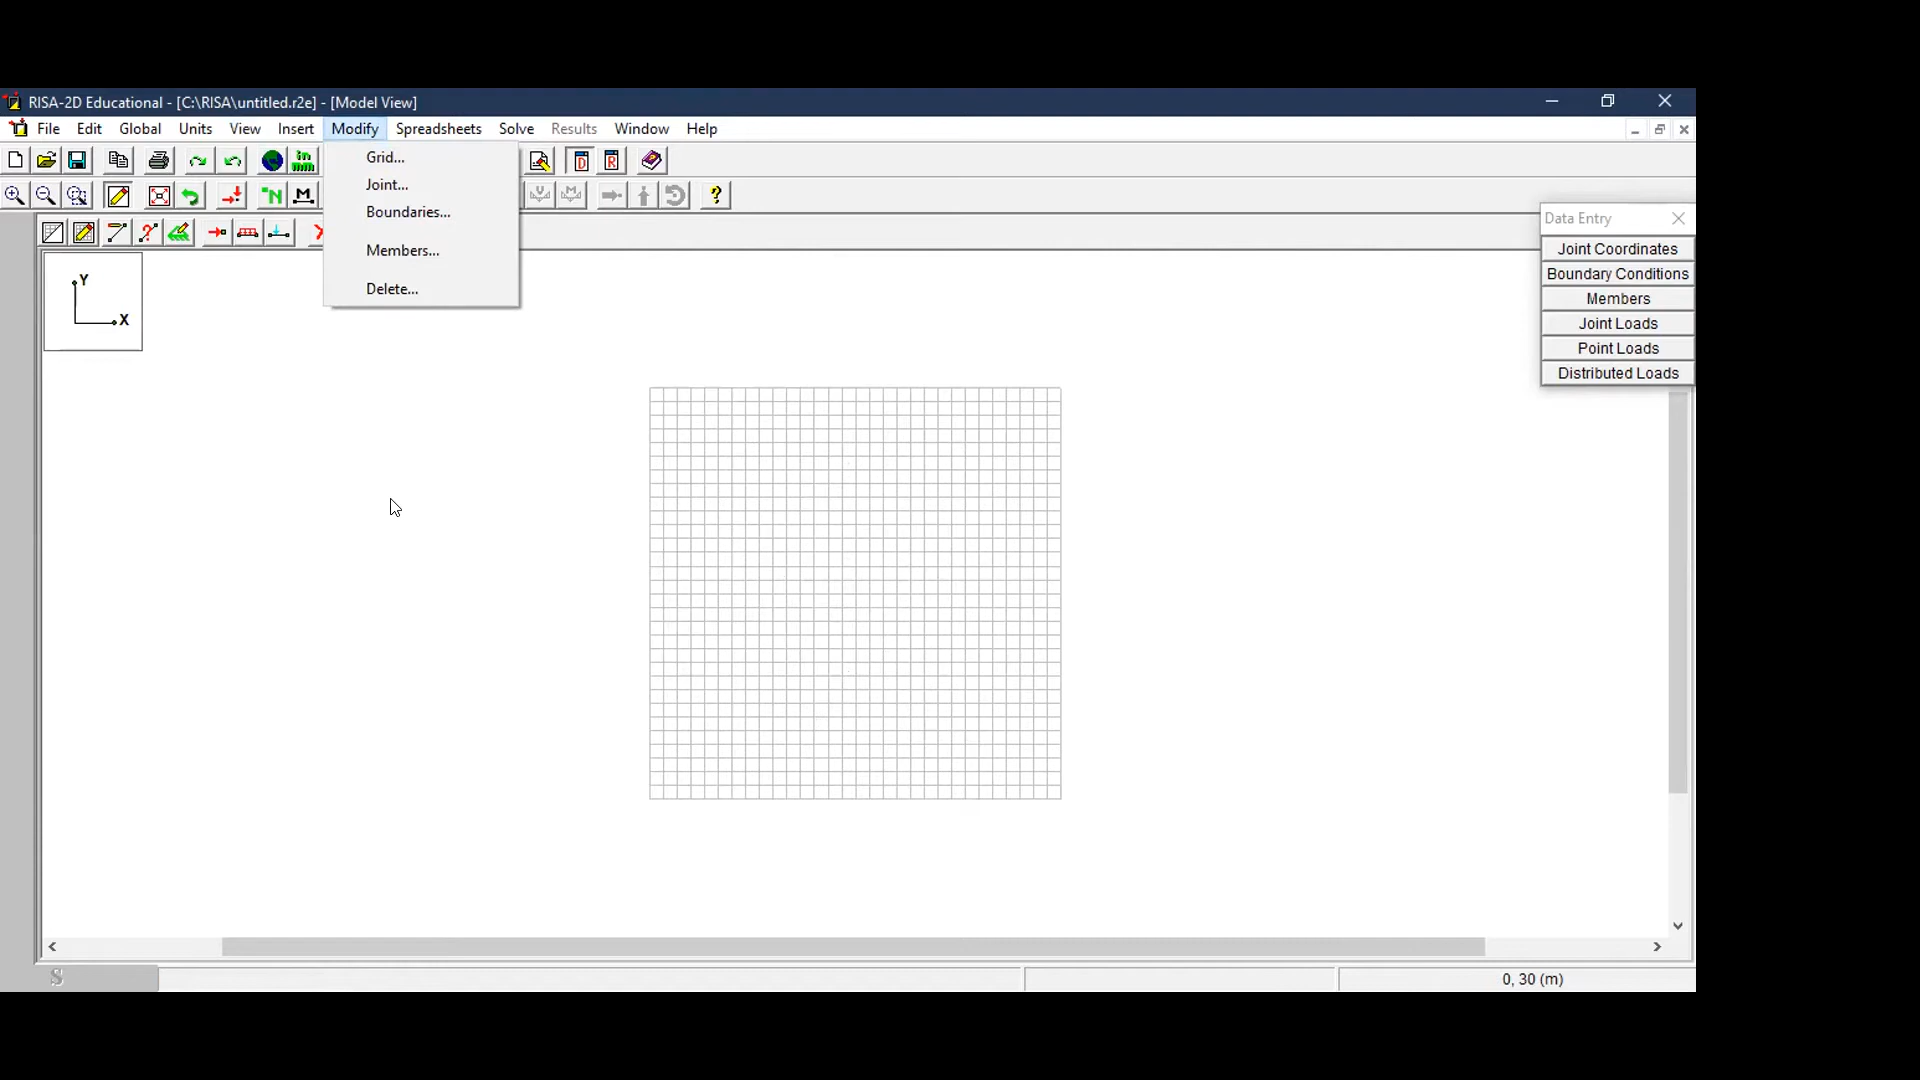 RISA-2D Educational - [C:\RISA\untitled.r2e] - [Model View]
File Edit Global Units View Insert Modify Spreadsheets Solve Results Window Help
in
mm
D R
N M
V M
?
Grid...
Joint...
Boundaries...
Members...
Delete...
Y
X
Data Entry
Joint Coordinates
Boundary Conditions
Members
Joint Loads
Point Loads
Distributed Loads
S
0, 30 (m)